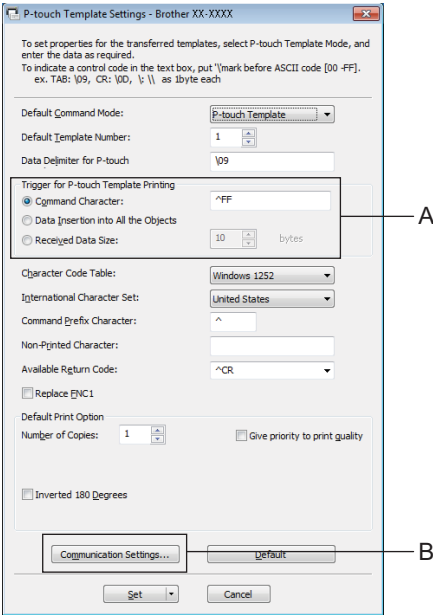 P-touch Template Settings - Brother XX-XXXX
To set properties for the transferred templates, select P-touch Template Mode, and
enter the data as required.
To indicate a control code in the text box, put '\'mark before ASCII code [00 -FF].
ex. TAB: \09, CR: \0D, \: \\ as 1byte each
Default Command Mode: P-touch Template
Default Template Number: 1
Data Delimiter for P-touch \09
Trigger for P-touch Template Printing
Command Character: ^FF
A
Data Insertion into All the Objects
Received Data Size: 10 bytes
Character Code Table: Windows 1252
International Character Set: United States
Command Prefix Character: ^
Non-Printed Character:
Available Return Code: ^CR
Replace FNC1
Default Print Option
Number of Copies: 1 Give priority to print quality
Inverted 180 Degrees
Communication Settings... Default
B
Set Cancel